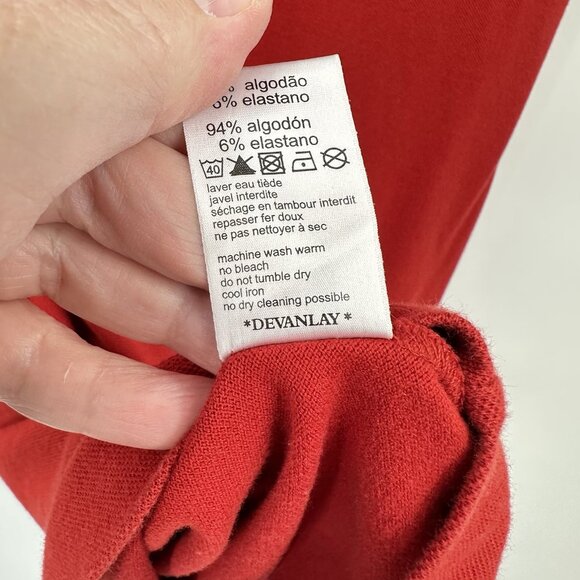 % algodão
6% elastano
94% algodón
6% elastano
40
laver eau tiède
javel interdite
séchage en tambour interdit
repasser fer doux
ne pas nettoyer à sec
machine wash warm
no bleach
do not tumble dry
cool iron
no dry cleaning possible
*DEVANLAY*